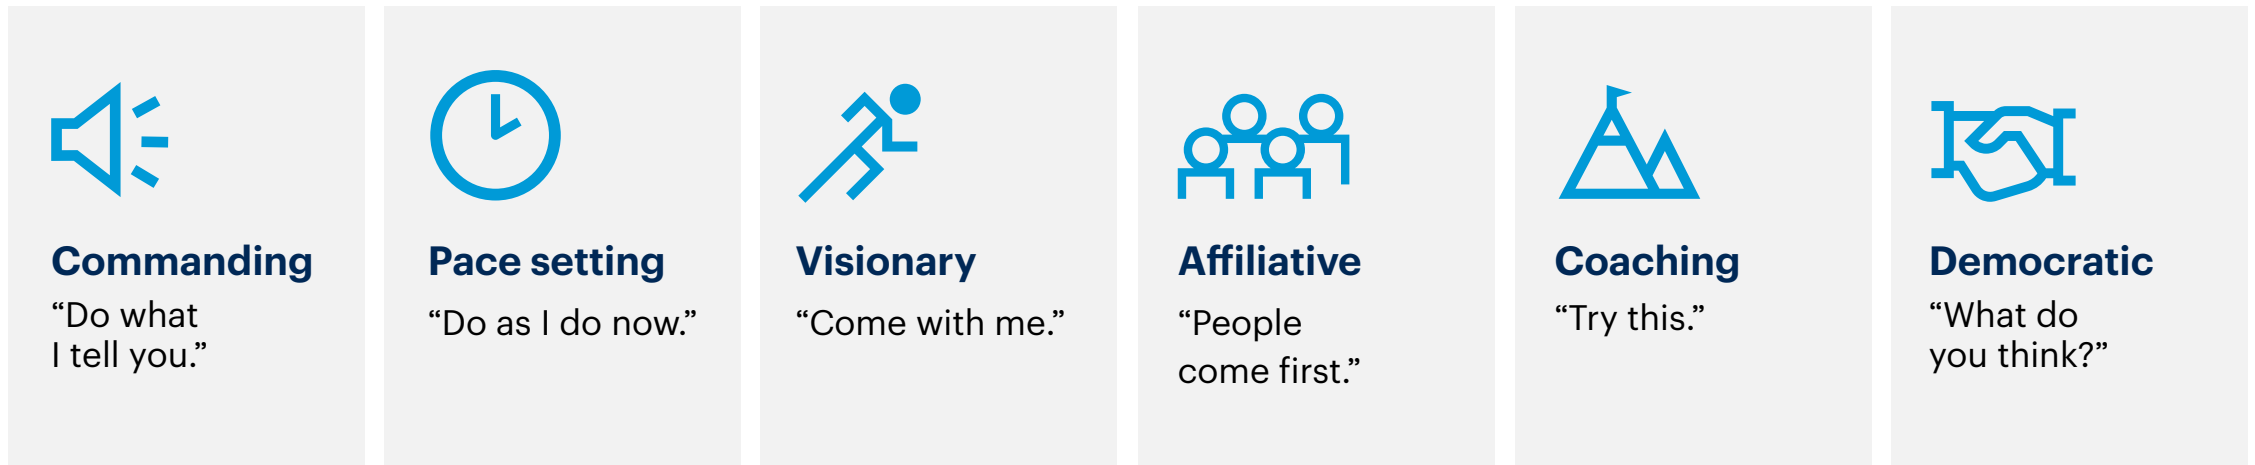 Commanding
“Do what
I tell you.”
Pace setting
“Do as I do now.”
Visionary
“Come with me.”
Affiliative
“People
come first.”
Coaching
“Try this.”
Democratic
“What do
you think?”